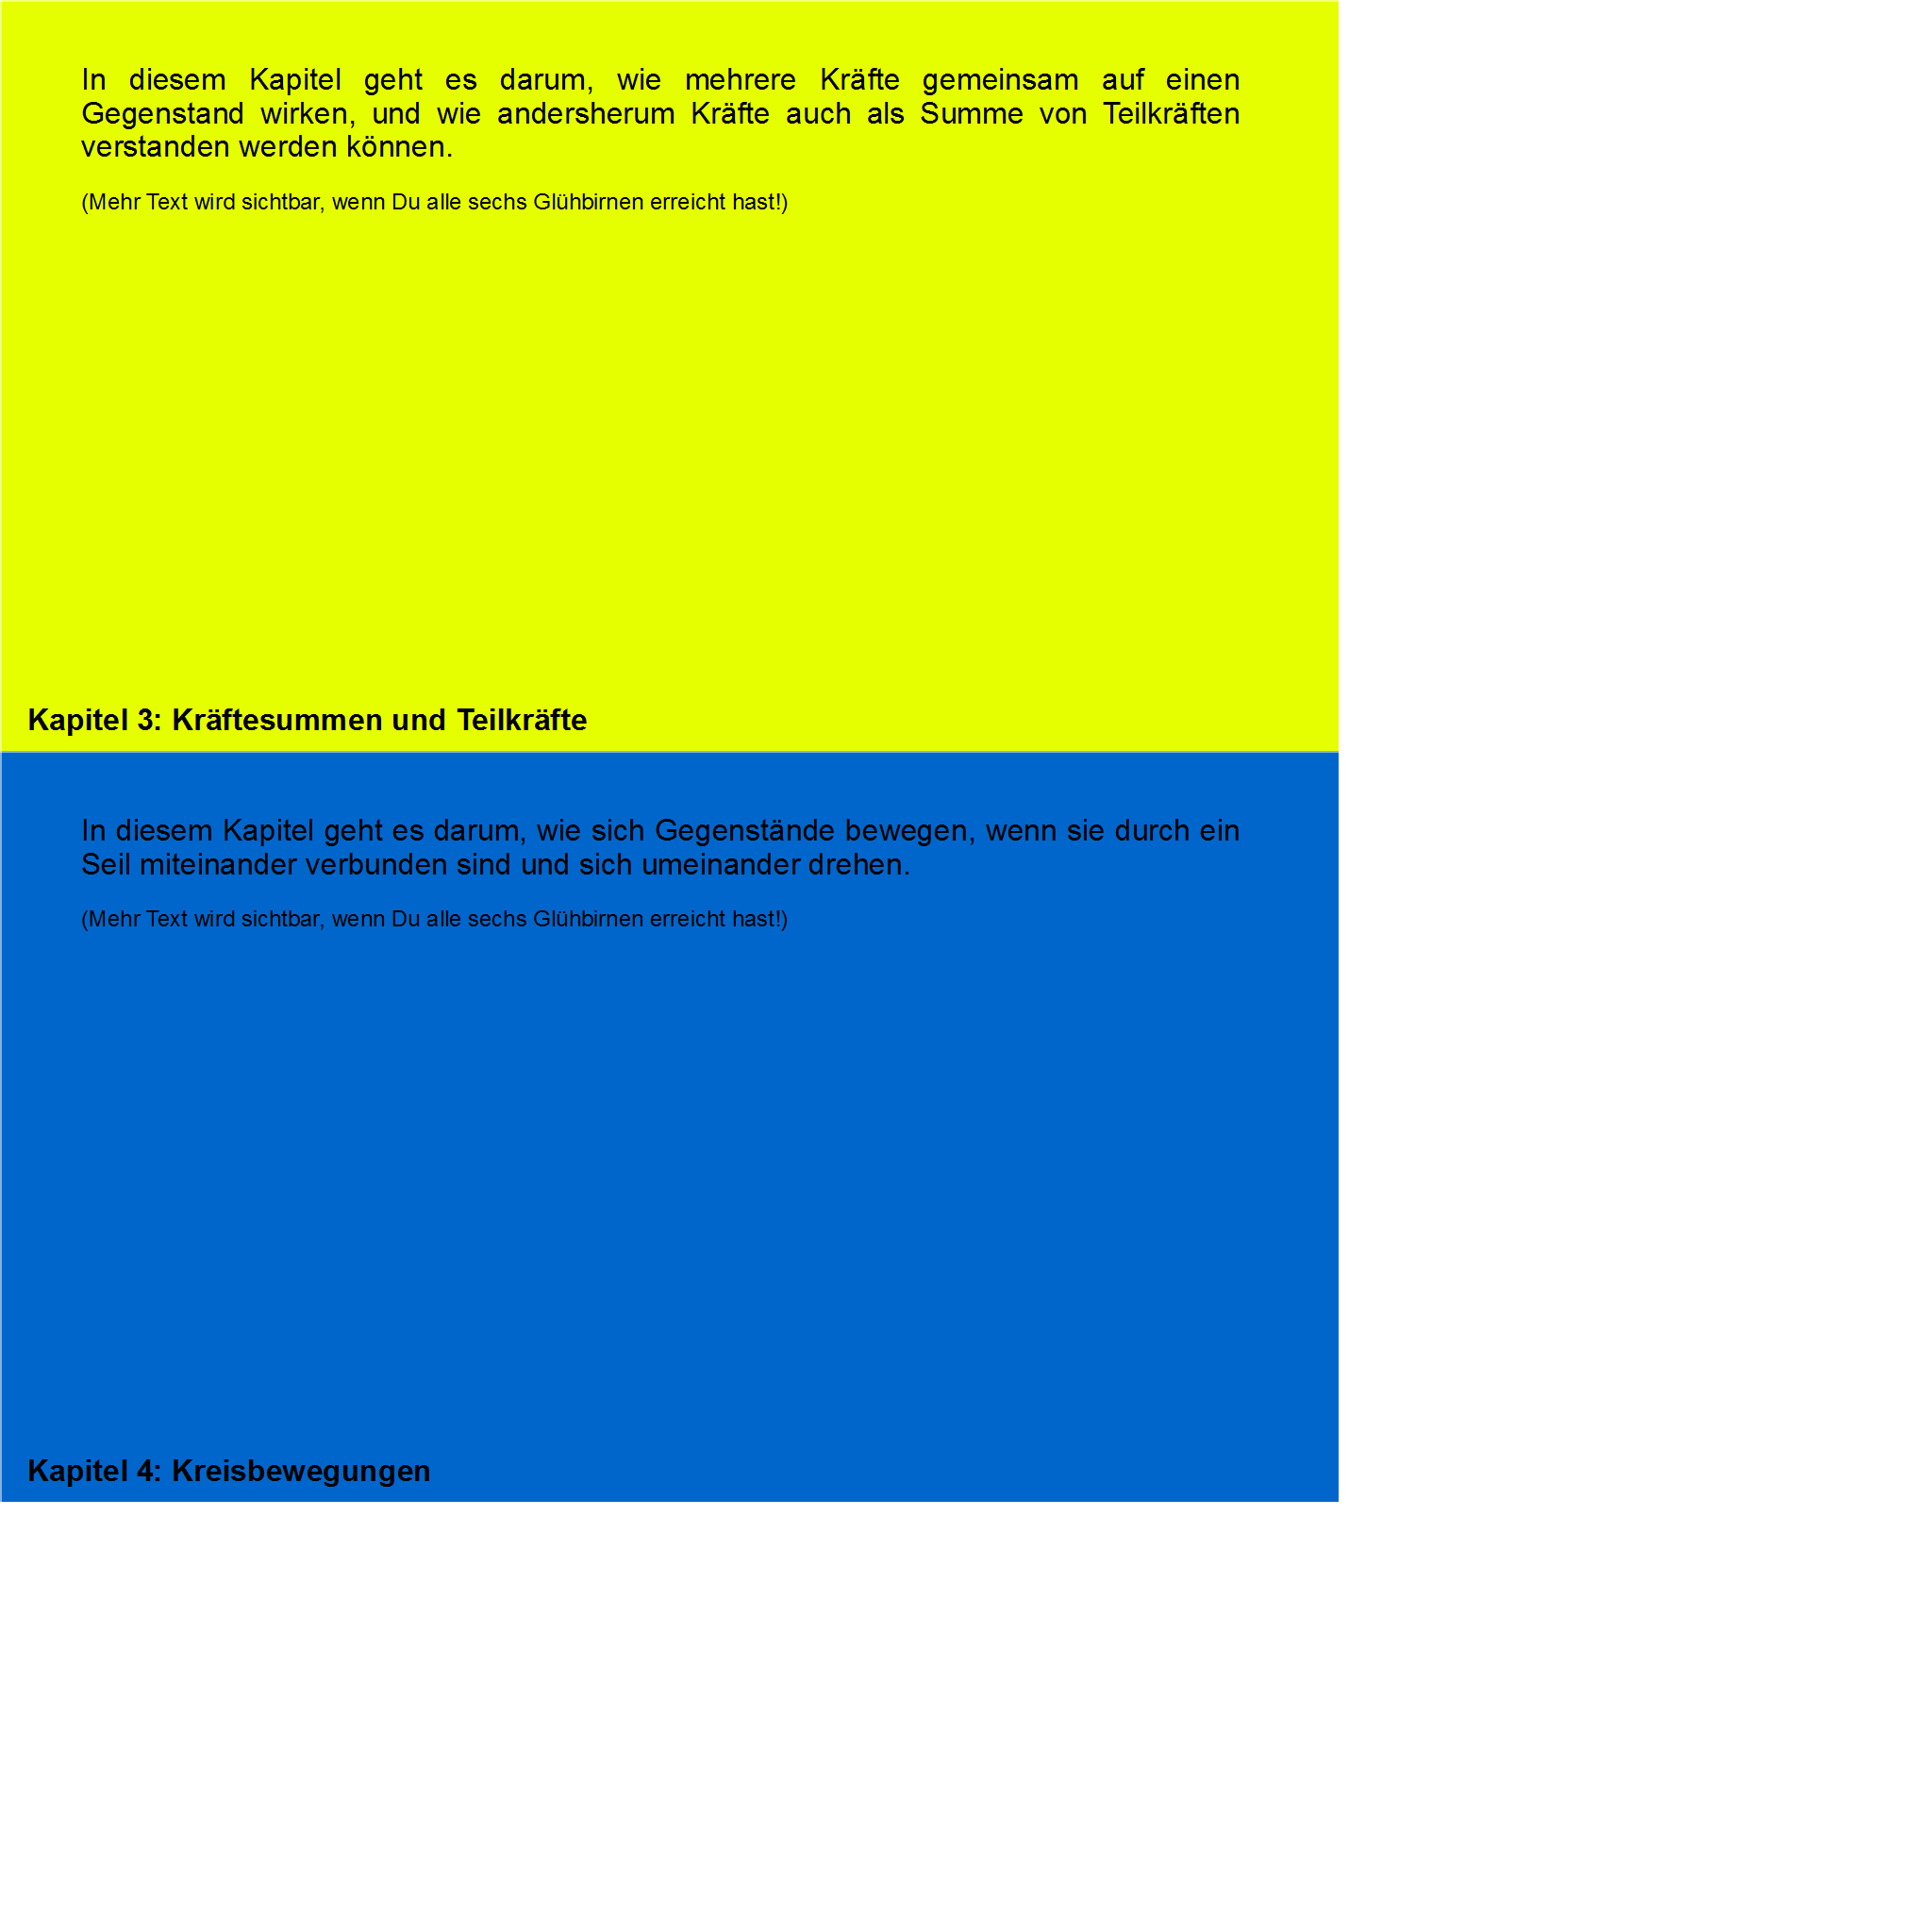 In diesem Kapitel geht es darum, wie mehrere Kräfte gemeinsam auf einen
Gegenstand wirken, und wie andersherum Kräfte auch als Summe von Teilkräften
verstanden werden können.
(Mehr Text wird sichtbar, wenn Du alle sechs Glühbirnen erreicht hast!)
Kapitel 3: Kräftesummen und Teilkräfte
In diesem Kapitel geht es darum, wie sich Gegenstände bewegen, wenn sie durch ein
Seil miteinander verbunden sind und sich umeinander drehen.
(Mehr Text wird sichtbar, wenn Du alle sechs Glühbirnen erreicht hast!)
Kapitel 4: Kreisbewegungen